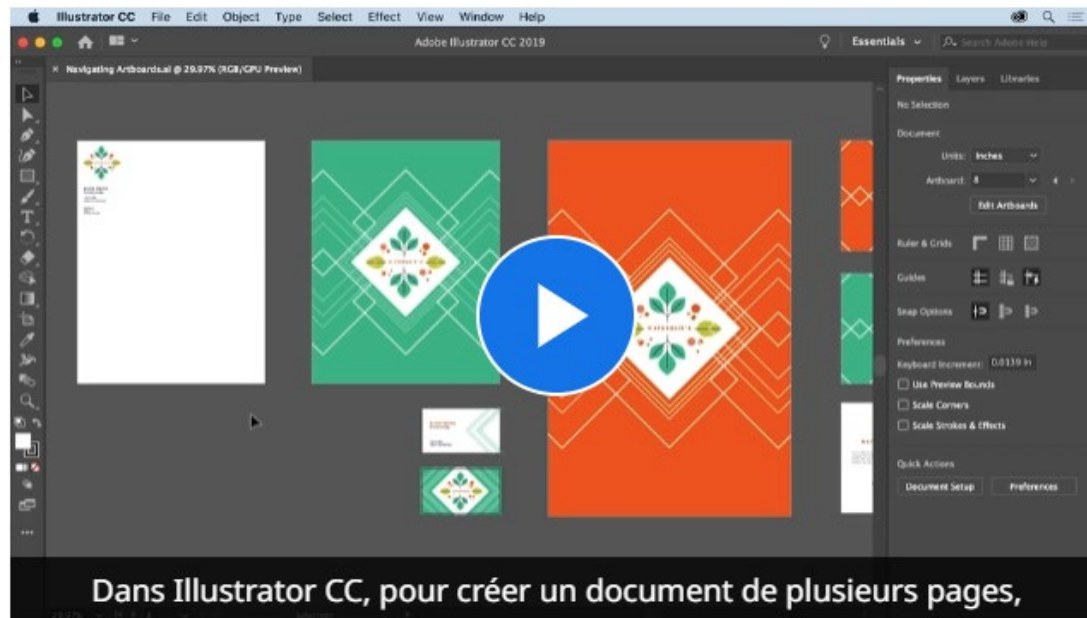 Illustrator CC File Edit Object Type Select Effect View Window Help
Adobe Illustrator CC 2019
Essentials
Search Adobe Help
× Navigating Artboards.ai @ 29.97% (RGB/GPU Preview)
Properties Layers Libraries
No Selection
Document
Units: Inches
Artboard: 8
Edit Artboards
Ruler & Grids
Guides
Snap Options
Preferences
Keyboard Increment: 0.0139 in
Use Preview Bounds
Scale Corners
Scale Strokes & Effects
Quick Actions
Document Setup Preferences
Dans Illustrator CC, pour créer un document de plusieurs pages,